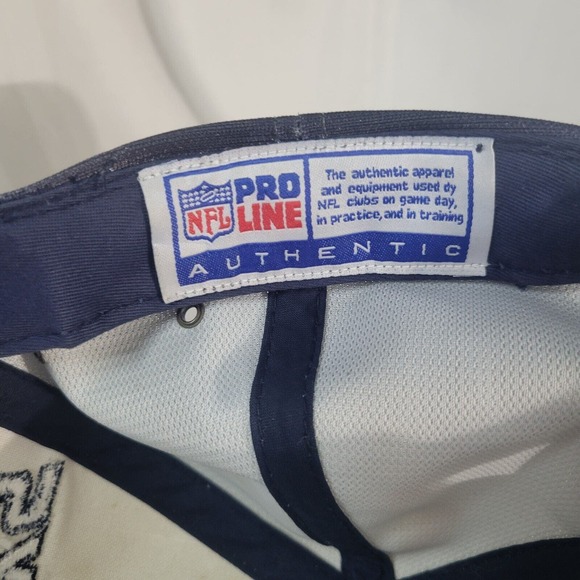 NFL
PRO
LINE
The authentic apparel
and equipment used by
NFL clubs on game day,
in practice, and in training
AUTHENTIC